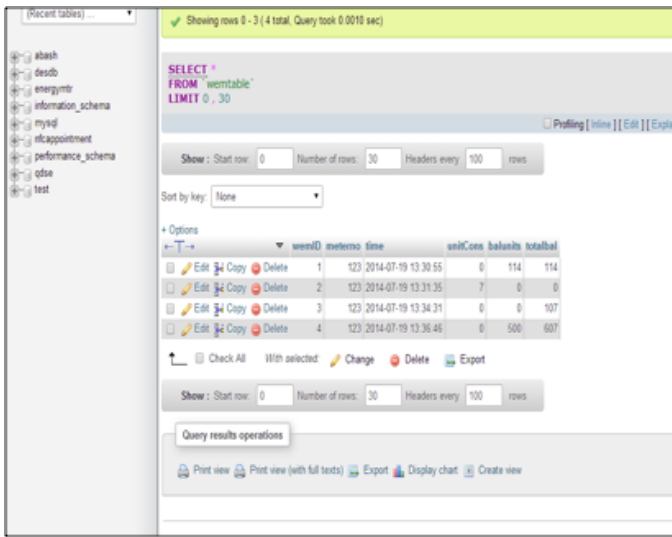 (Recent tables) ...
abash
desdb
energymtr
information_schema
mysql
nfcappointment
performance_schema
qdse
test
Showing rows 0 - 3 ( 4 total, Query took 0.0010 sec)
SELECT *
FROM `wemtable`
LIMIT 0 , 30
Profiling [ Inline ] [ Edit ] [ Expla
Show : Start row: 0 Number of rows: 30 Headers every 100 rows
Sort by key: None
+ Options
←T→ wemID meterno time unitCons balunits totalbal
Edit Copy Delete 1 123 2014-07-19 13:30:55 0 114 114
Edit Copy Delete 2 123 2014-07-19 13:31:35 7 0 0
Edit Copy Delete 3 123 2014-07-19 13:34:31 0 0 107
Edit Copy Delete 4 123 2014-07-19 13:36:46 0 500 607
Check All With selected: Change Delete Export
Show : Start row: 0 Number of rows: 30 Headers every 100 rows
Query results operations
Print view Print view (with full texts) Export Display chart Create view